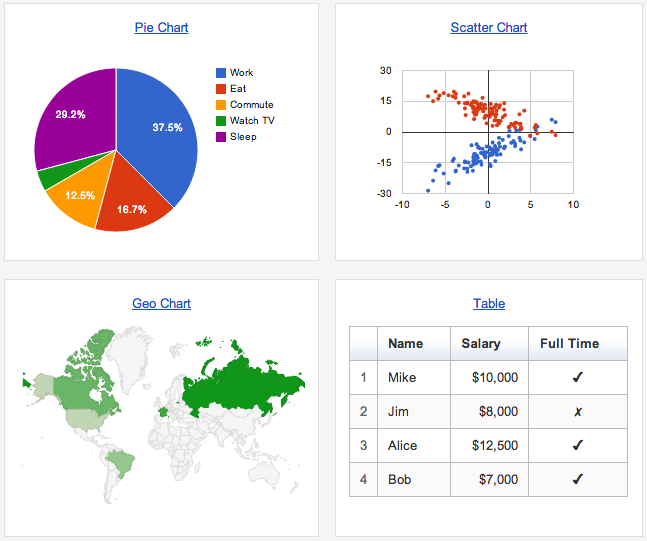 Pie Chart
Work
Eat
Commute
Watch TV
Sleep
29.2%
37.5%
12.5%
16.7%
Scatter Chart
30
15
0
-15
-30
-10 -5 0 5 10
Geo Chart
Table
Name Salary Full Time
1 Mike $10,000 ✔
2 Jim $8,000 ✗
3 Alice $12,500 ✔
4 Bob $7,000 ✔